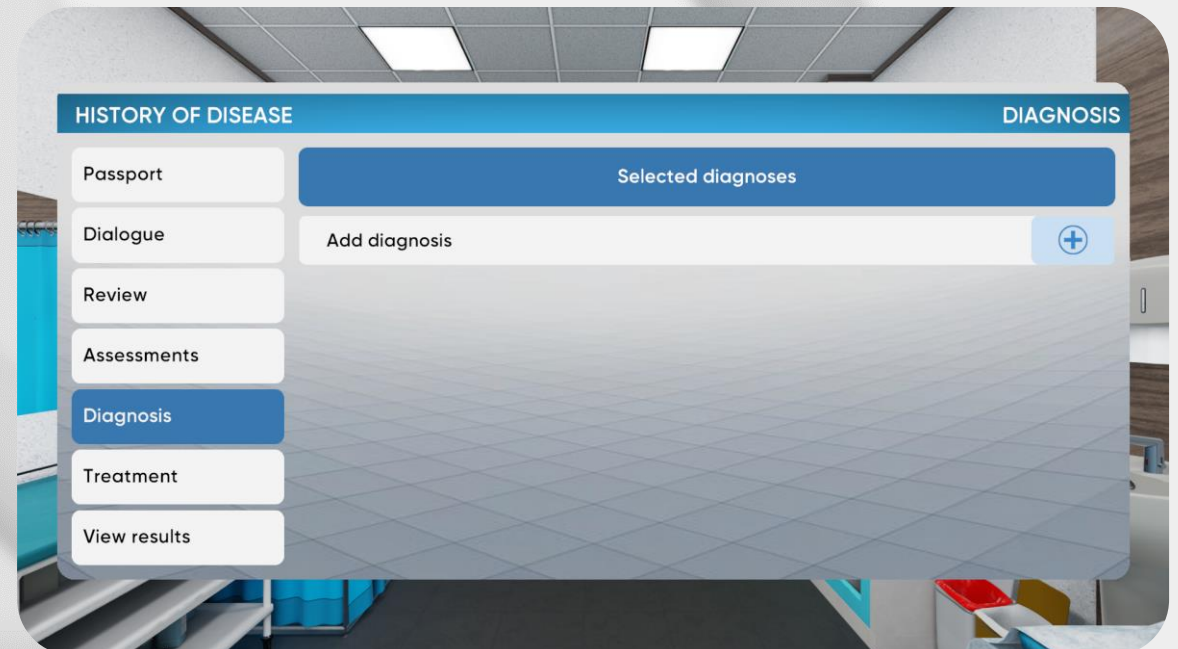 HISTORY OF DISEASE
DIAGNOSIS
Passport
Dialogue
Review
Assessments
Diagnosis
Treatment
View results
Selected diagnoses
Add diagnosis